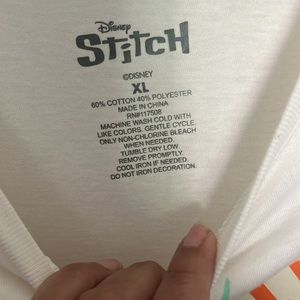 Disney
Stitch
©DISNEY
XL
60% COTTON 40% POLYESTER
MADE IN CHINA
RN#117508
MACHINE WASH COLD WITH
LIKE COLORS, GENTLE CYCLE.
ONLY NON-CHLORINE BLEACH
WHEN NEEDED.
TUMBLE DRY LOW.
REMOVE PROMPTLY.
COOL IRON IF NEEDED.
DO NOT IRON DECORATION.